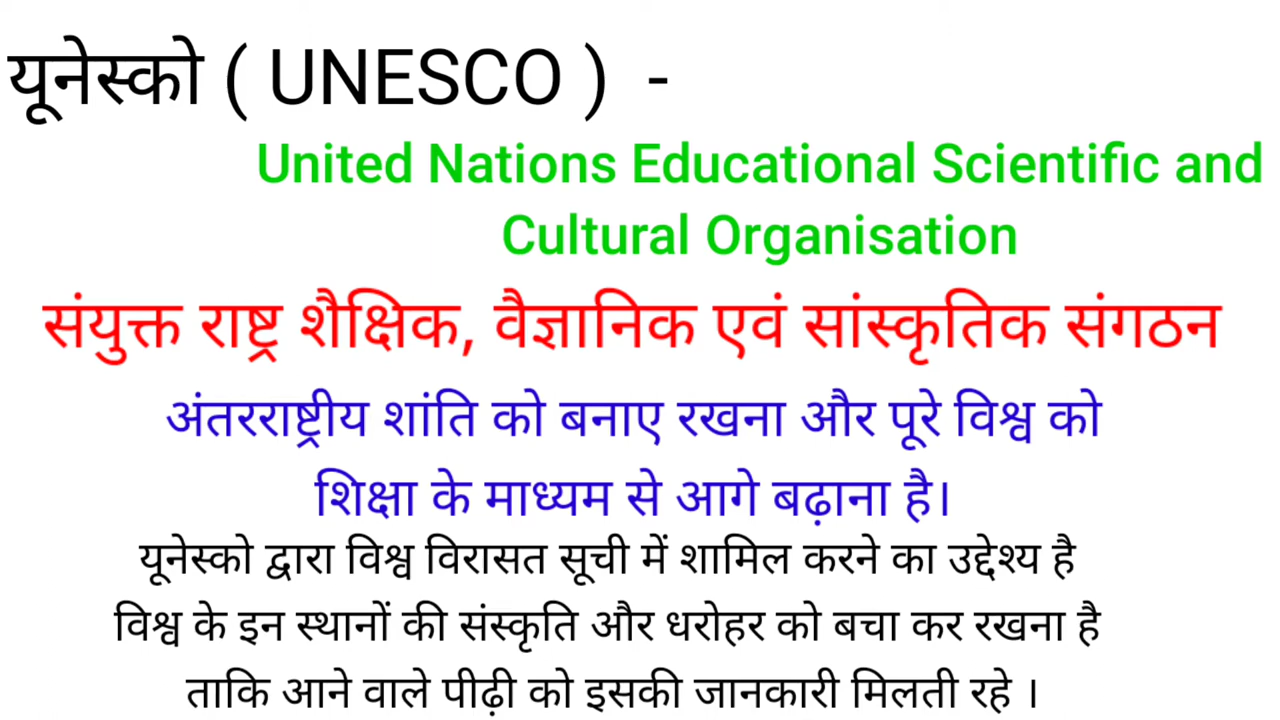 यूनेस्को ( UNESCO ) -
United Nations Educational Scientific and
Cultural Organisation
संयुक्त राष्ट्र शैक्षिक, वैज्ञानिक एवं सांस्कृतिक संगठन
अंतरराष्ट्रीय शांति को बनाए रखना और पूरे विश्व को
शिक्षा के माध्यम से आगे बढ़ाना है।
यूनेस्को द्वारा विश्व विरासत सूची में शामिल करने का उद्देश्य है
विश्व के इन स्थानों की संस्कृति और धरोहर को बचा कर रखना है
ताकि आने वाले पीढ़ी को इसकी जानकारी मिलती रहे ।